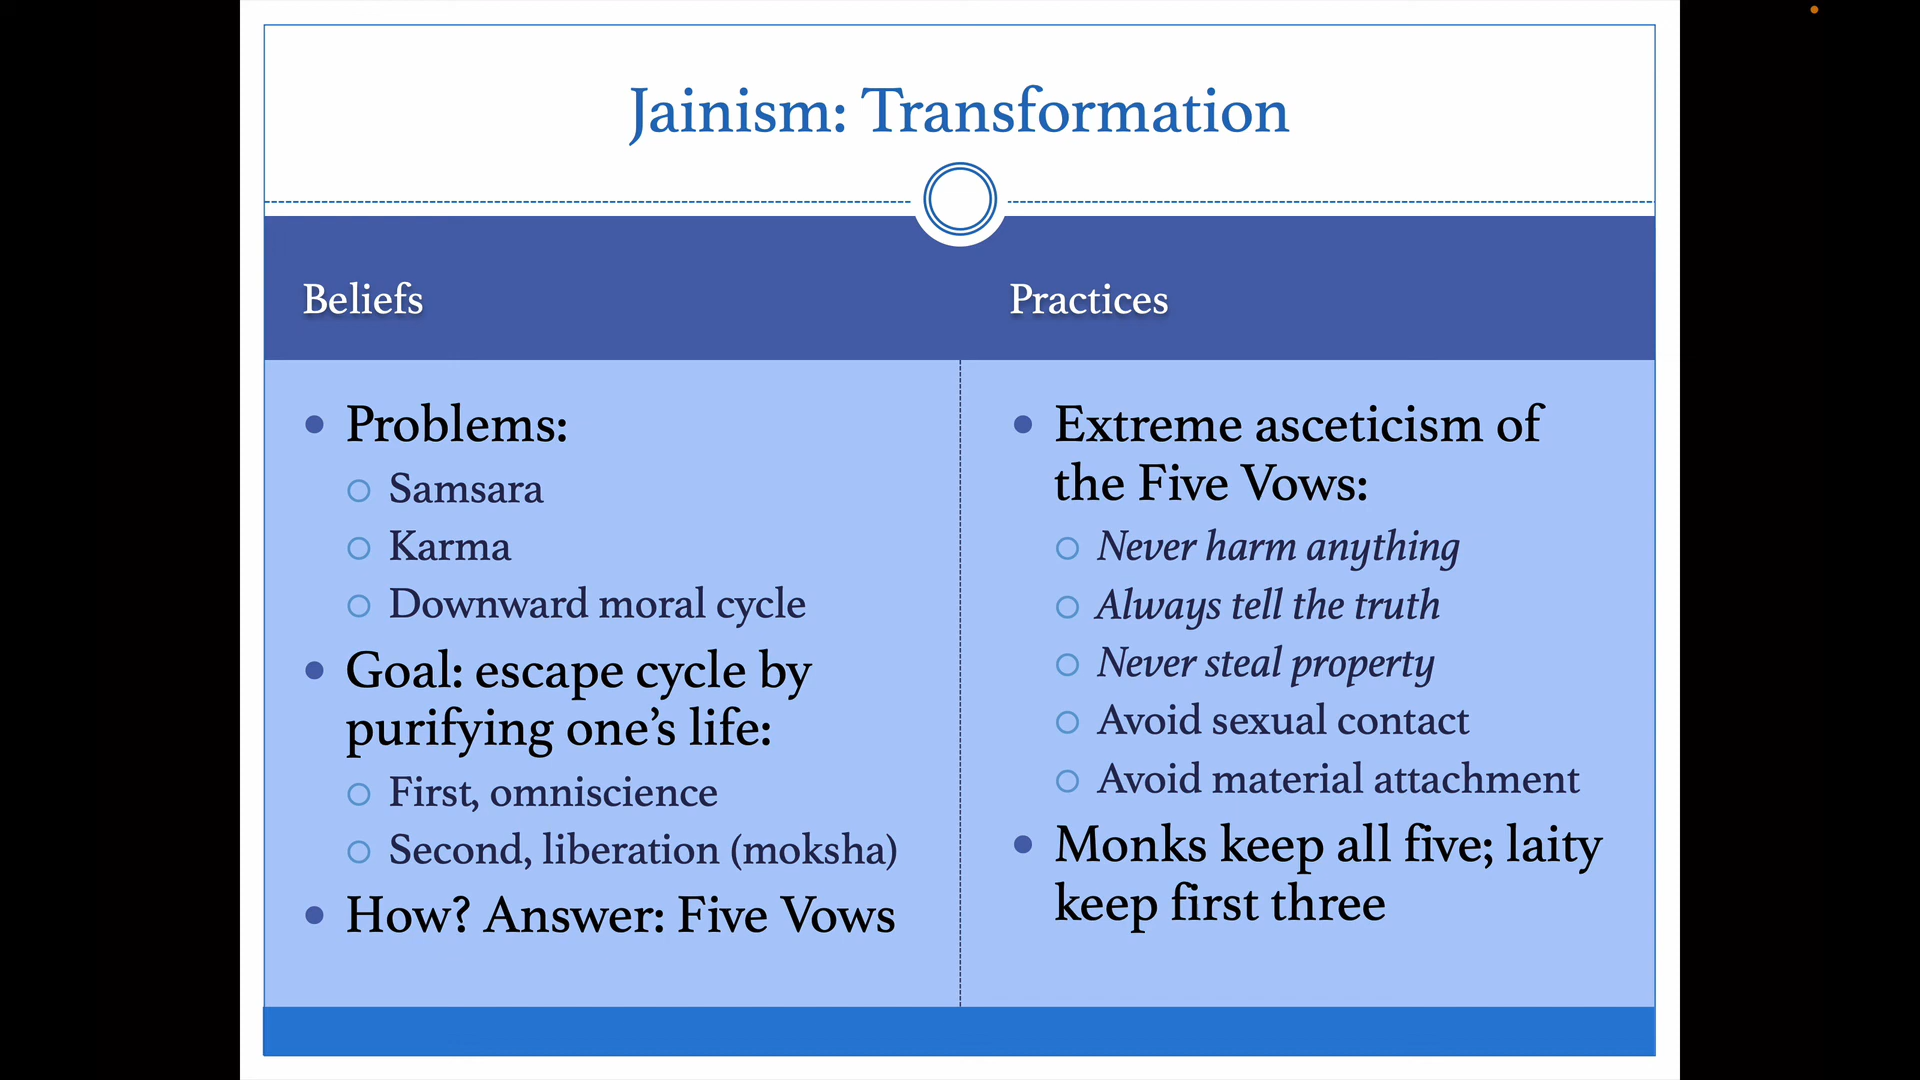 Jainism: Transformation
Beliefs
Problems:
Samsara
Karma
Downward moral cycle
Goal: escape cycle by
purifying one’s life:
First, omniscience
Second, liberation (moksha)
How? Answer: Five Vows
Practices
Extreme asceticism of
the Five Vows:
Never harm anything
Always tell the truth
Never steal property
Avoid sexual contact
Avoid material attachment
Monks keep all five; laity
keep first three